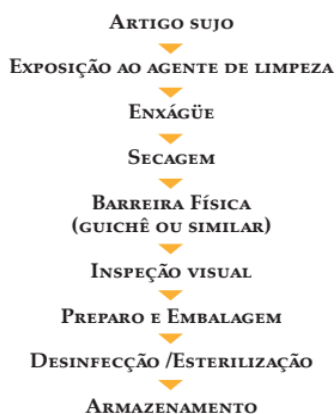 Artigo sujo
Exposição ao agente de limpeza
Enxágüe
Secagem
Barreira Física
(guichê ou similar)
Inspeção visual
Preparo e Embalagem
Desinfecção /Esterilização
Armazenamento